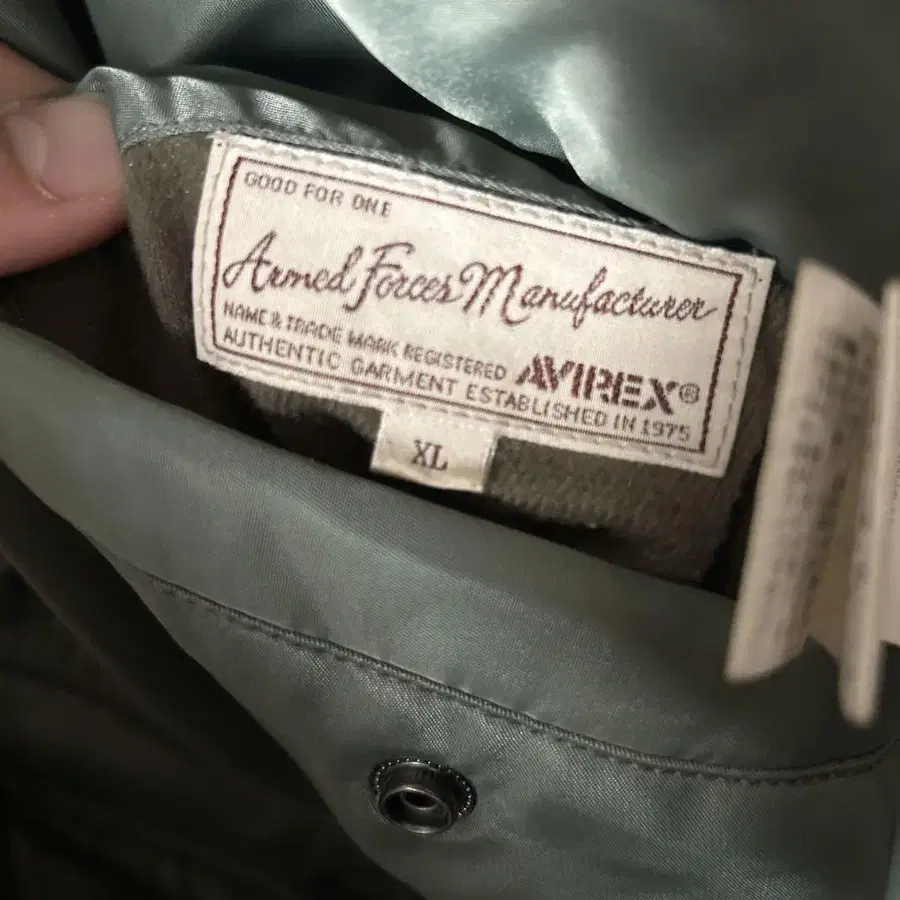 GOOD FOR ONE
Armed Forces Manufacturer
NAME & TRADE MARK REGISTERED AVIREX®
AUTHENTIC GARMENT ESTABLISHED IN 1975
XL